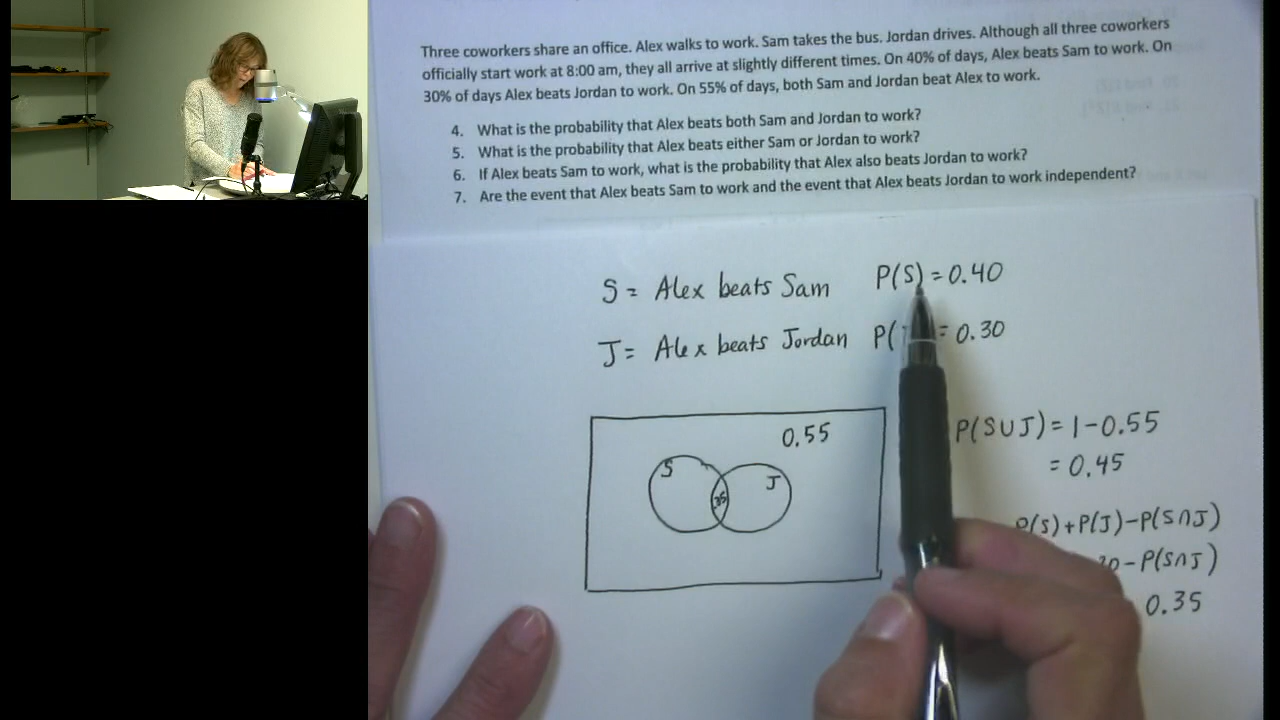 Three coworkers share an office. Alex walks to work. Sam takes the bus. Jordan drives. Although all three coworkers
officially start work at 8:00 am, they all arrive at slightly different times. On 40% of days, Alex beats Sam to work. On
30% of days Alex beats Jordan to work. On 55% of days, both Sam and Jordan beat Alex to work.
4. What is the probability that Alex beats both Sam and Jordan to work?
5. What is the probability that Alex beats either Sam or Jordan to work?
6. If Alex beats Sam to work, what is the probability that Alex also beats Jordan to work?
7. Are the event that Alex beats Sam to work and the event that Alex beats Jordan to work independent?
S = Alex beats Sam P(S) = 0.40
J = Alex beats Jordan P( = 0.30
0.55
S J
.35
P(S∪J) = 1-0.55
= 0.45
P(S)+P(J)-P(S∩J)
- P(S∩J)
0.35